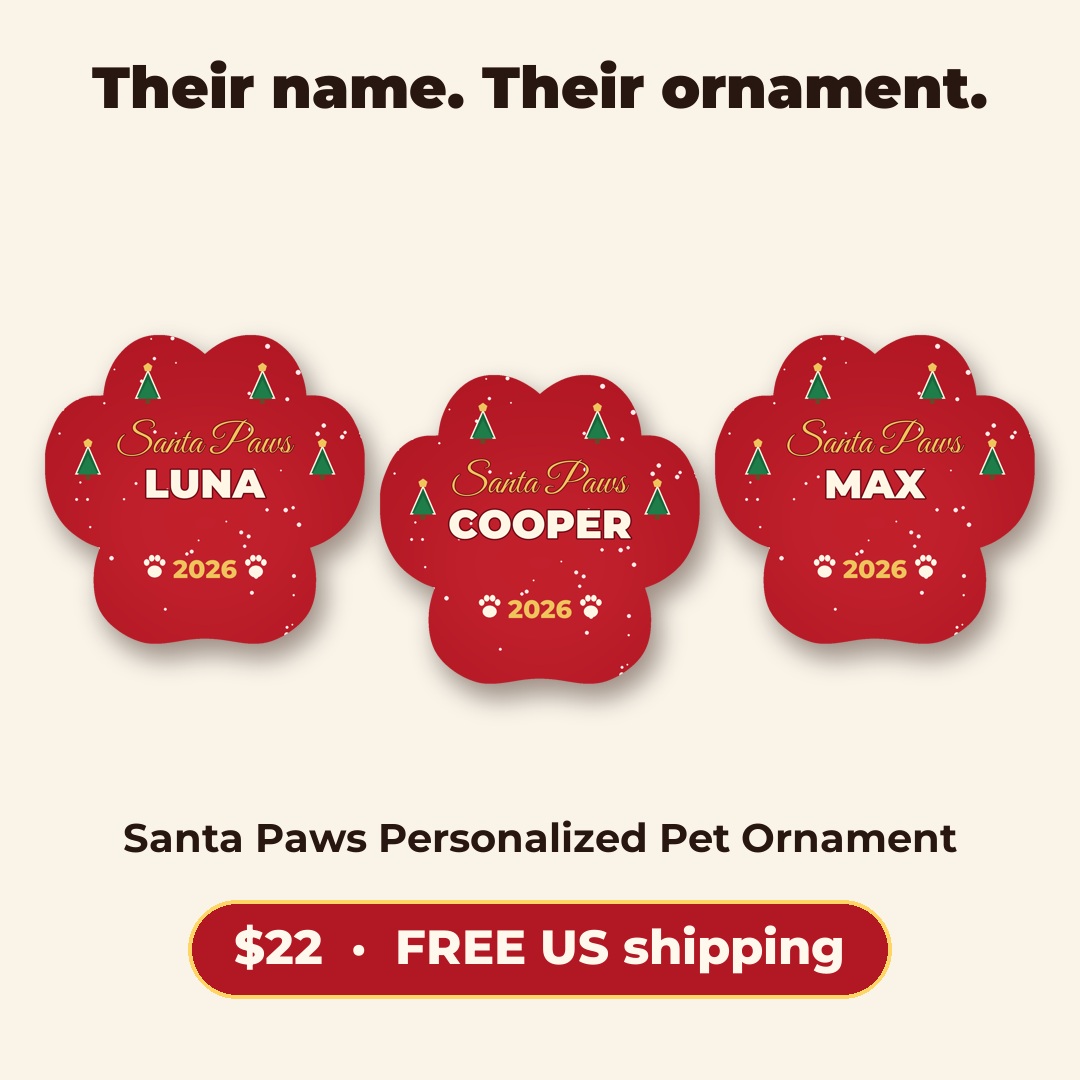 Their name. Their ornament.
Santa Paws
LUNA
2026
Santa Paws
COOPER
2026
Santa Paws
MAX
2026
Santa Paws Personalized Pet Ornament
$22 · FREE US shipping